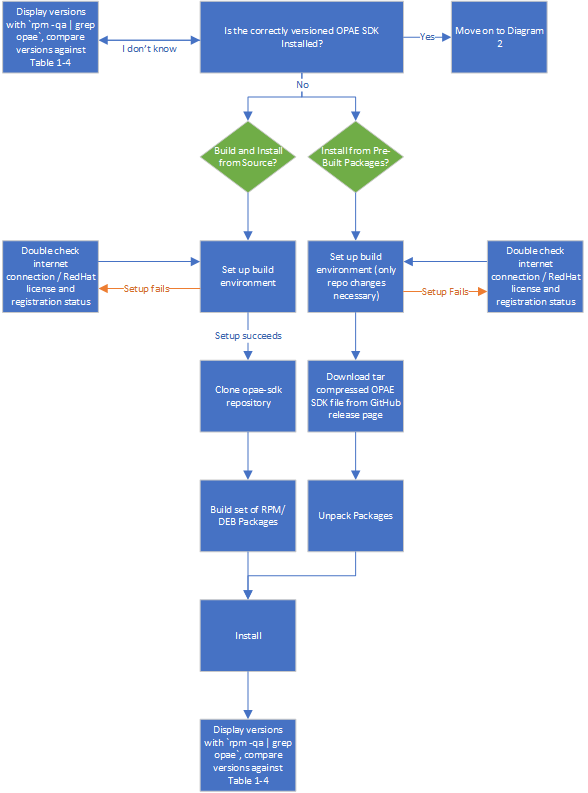 Display versions
with `rpm -qa | grep
opae`, compare
versions against
Table 1-4
I don't know
Is the correctly versioned OPAE SDK
Installed?
Yes
Move on to Diagram
2
No
Build and Install
from Source?
Install from Pre-
Built Packages?
Double check
internet
connection / RedHat
license and
registration status
Setup fails
Set up build
environment
Set up build
environment (only
repo changes
necessary)
Setup Fails
Double check
internet
connection / RedHat
license and
registration status
Setup succeeds
Clone opae-sdk
repository
Download tar
compressed OPAE
SDK file from GitHub
release page
Build set of RPM/
DEB Packages
Unpack Packages
Install
Display versions
with `rpm -qa | grep
opae`, compare
versions against
Table 1-4